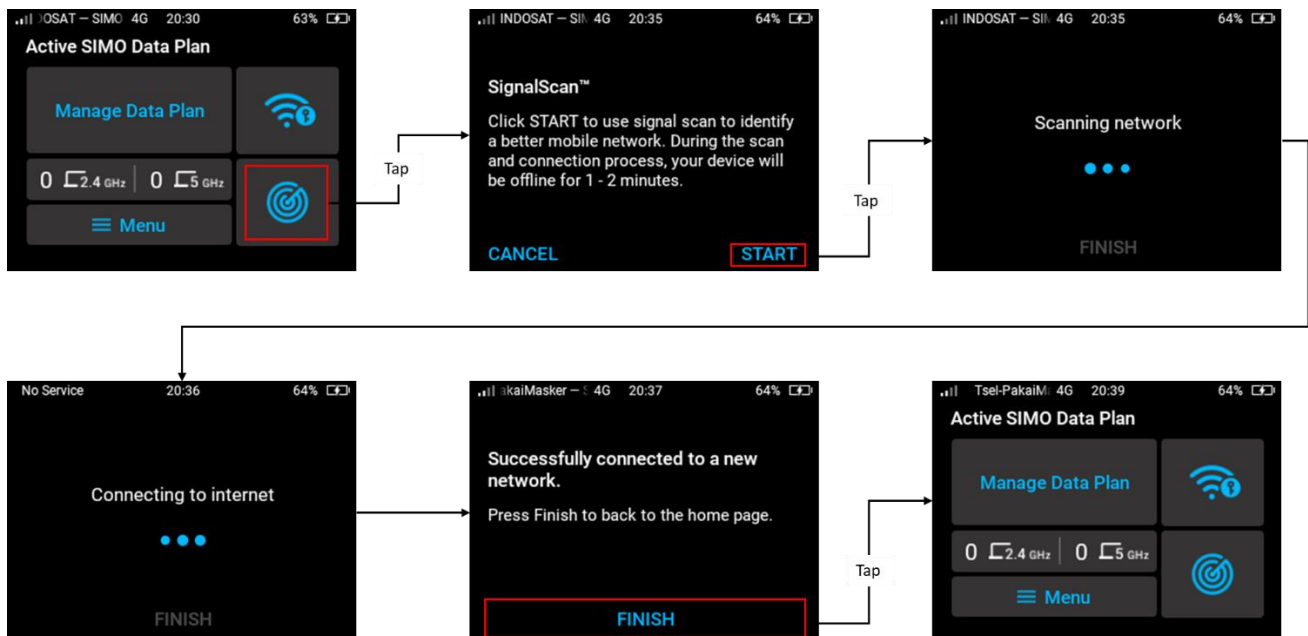 OSAT – SIMO 4G 20:30 63%
Active SIMO Data Plan
Manage Data Plan
0 2.4 GHz 0 5 GHz
Menu
Tap
INDOSAT – SIM 4G 20:35 64%
SignalScan™
Click START to use signal scan to identify
a better mobile network. During the scan
and connection process, your device will
be offline for 1 - 2 minutes.
CANCEL START
Tap
INDOSAT – SIM 4G 20:35 64%
Scanning network
FINISH
No Service 20:36 64%
Connecting to internet
FINISH
akaiMasker – S 4G 20:37 64%
Successfully connected to a new
network.
Press Finish to back to the home page.
FINISH
Tap
Tsel-PakaiM 4G 20:39 64%
Active SIMO Data Plan
Manage Data Plan
0 2.4 GHz 0 5 GHz
Menu